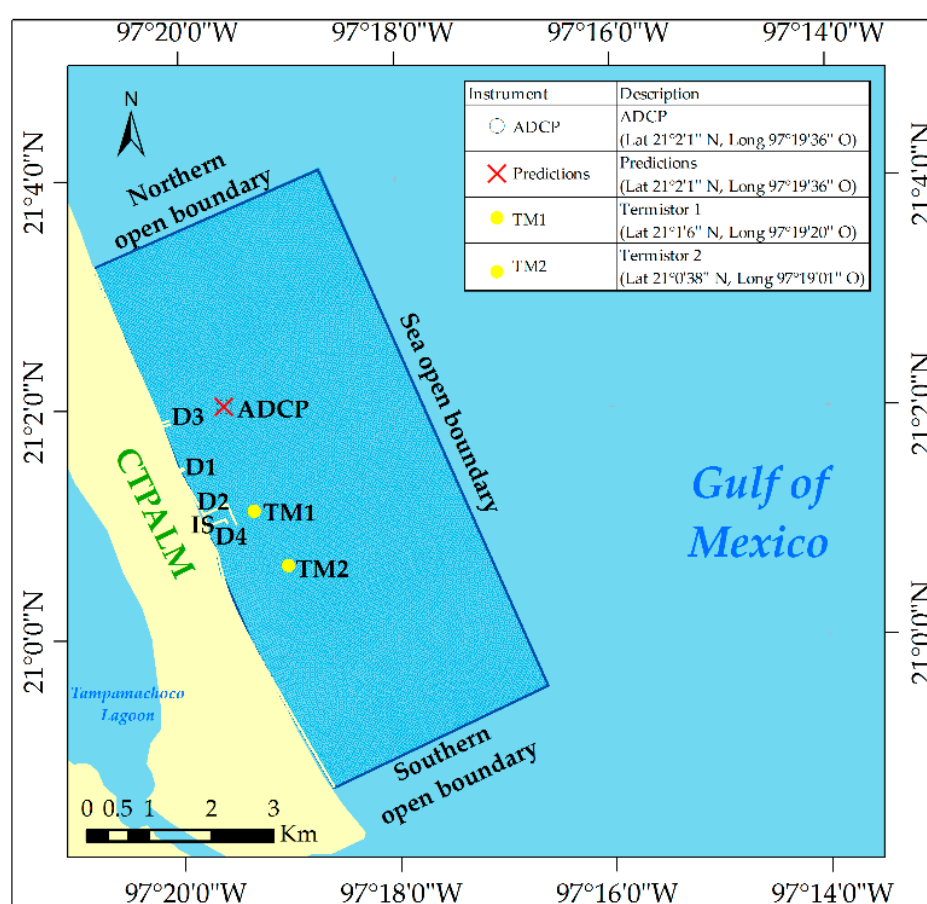 97°20'0"W 97°18'0"W 97°16'0"W 97°14'0"W
Instrument Description
ADCP
ADCP
(Lat 21°2'1" N, Long 97°19'36" O)
Predictions
Predictions
(Lat 21°2'1" N, Long 97°19'36" O)
TM1
Termistor 1
(Lat 21°1'6" N, Long 97°19'20" O)
TM2
Termistor 2
(Lat 21°0'38" N, Long 97°19'01" O)
N
Northern
open boundary
21°4'0"N
21°4'0"N
Sea open boundary
21°2'0"N
21°2'0"N
D3
ADCP
D1
CTPALM
D2
IS
D4
TM1
TM2
Gulf of
Mexico
21°0'0"N
21°0'0"N
Tampamachoco
Lagoon
Southern
open boundary
0 0.5 1 2 3
Km
97°20'0"W 97°18'0"W 97°16'0"W 97°14'0"W